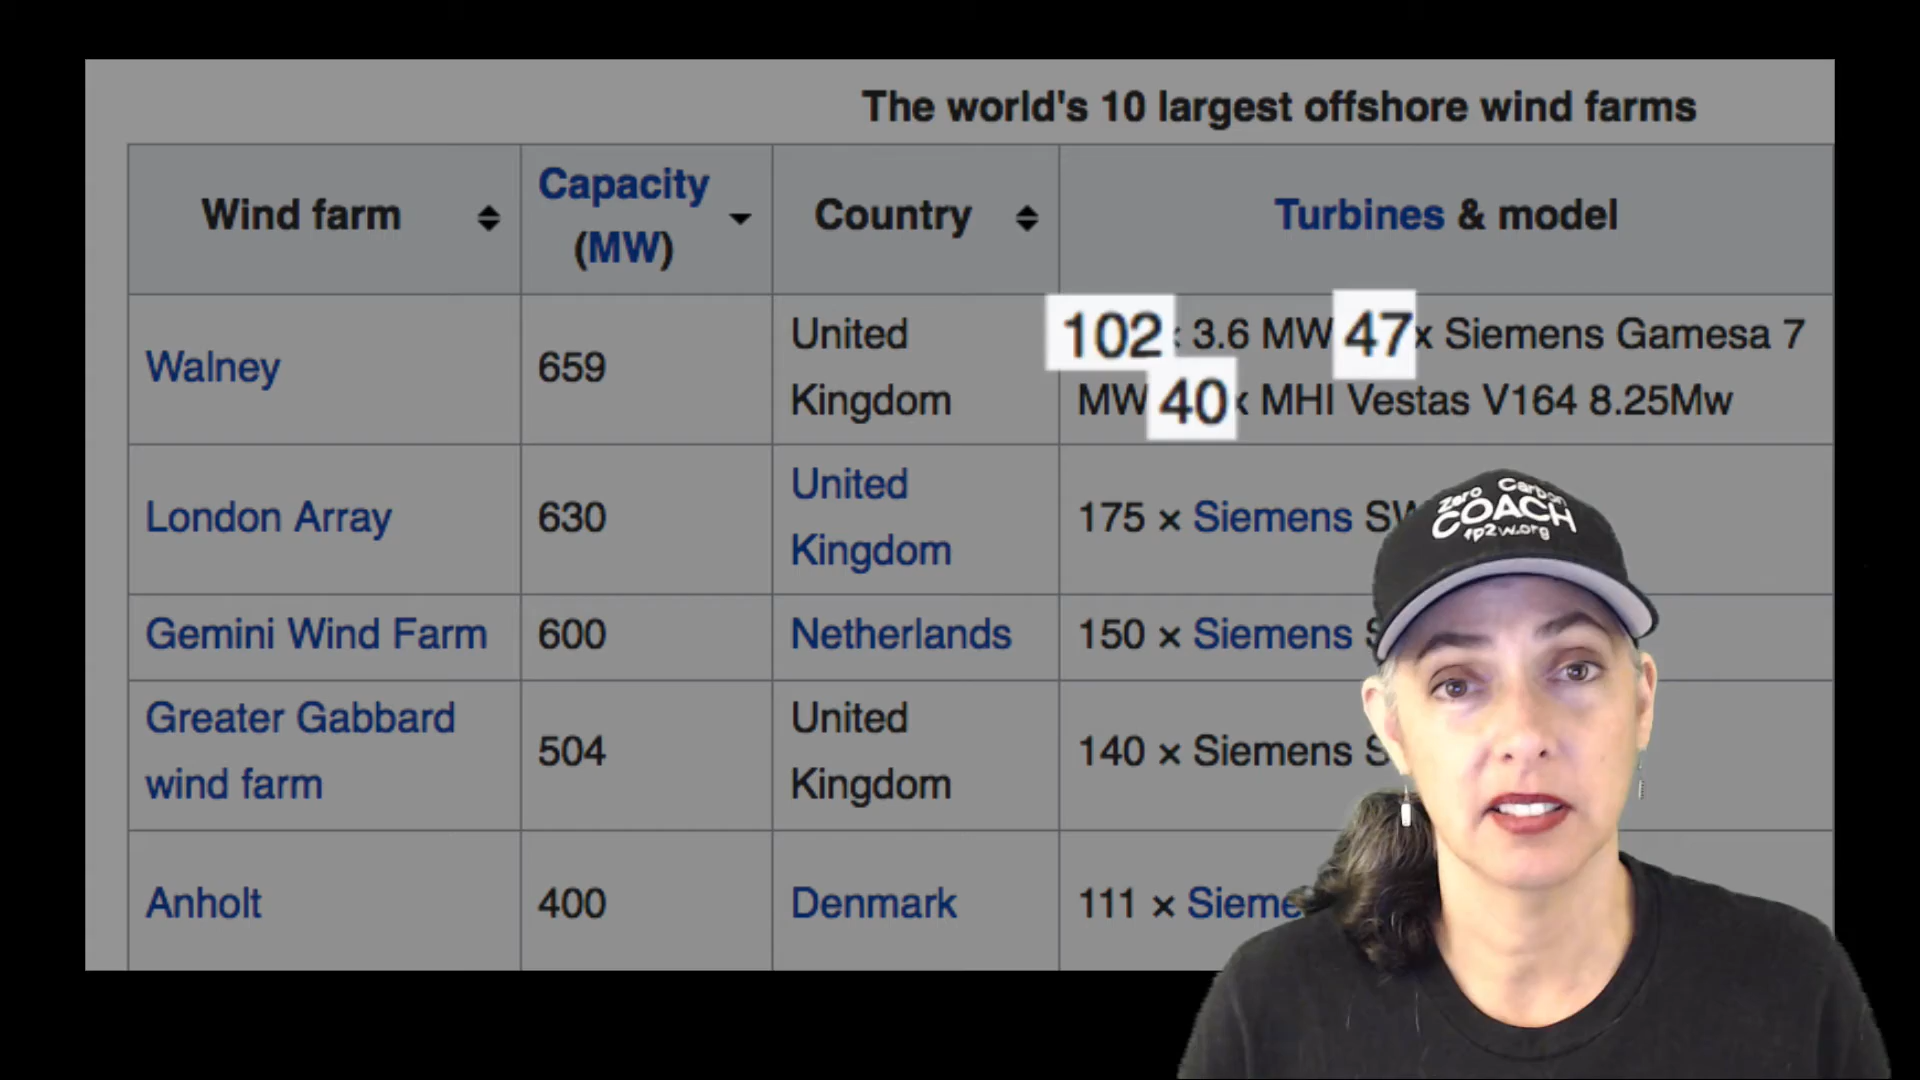 The world's 10 largest offshore wind farms
Wind farm
Capacity
(MW)
Country
Turbines & model
Walney
659
United
Kingdom
102 x 3.6 MW 47 x Siemens Gamesa 7
MW 40 x MHI Vestas V164 8.25Mw
London Array
630
United
Kingdom
175 × Siemens
Gemini Wind Farm
600
Netherlands
150 × Siemens
Greater Gabbard
wind farm
504
United
Kingdom
140 × Siemens
Anholt
400
Denmark
111 ×
Zero Carbon
COACH